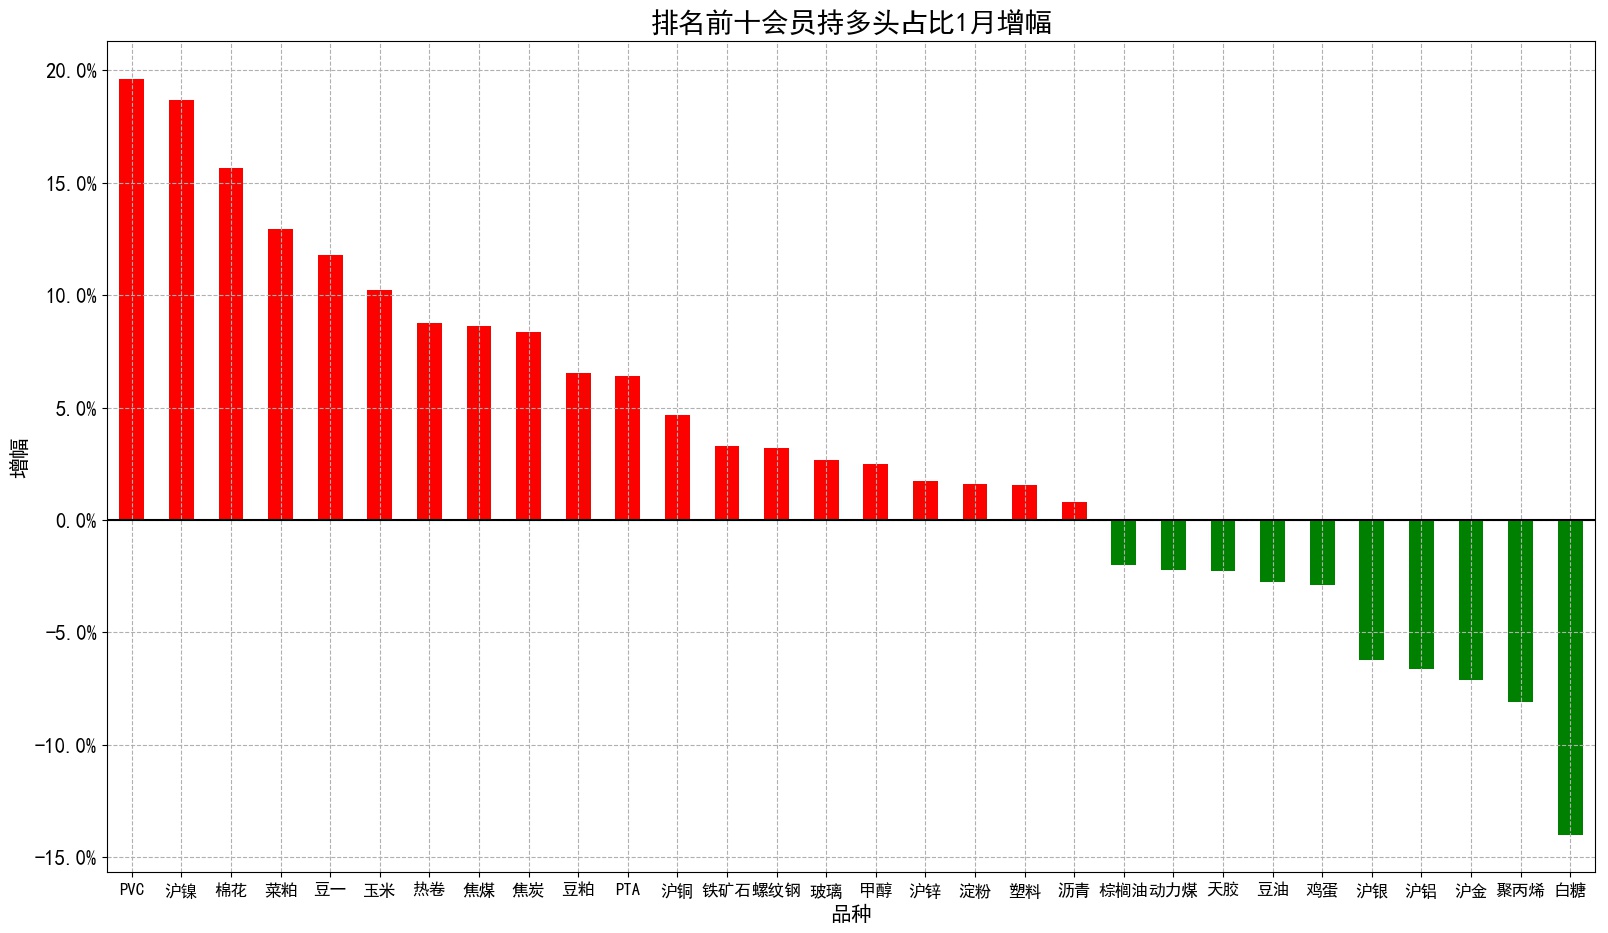 排名前十会员持多头占比1月增幅
增幅
20.0%
15.0%
10.0%
5.0%
0.0%
−5.0%
−10.0%
−15.0%
PVC 沪镍 棉花 菜粕 豆一 玉米 热卷 焦煤 焦炭 豆粕 PTA 沪铜 铁矿石 螺纹钢 玻璃 甲醇 沪锌 淀粉 塑料 沥青 棕榈油 动力煤 天胶 豆油 鸡蛋 沪银 沪铝 沪金 聚丙烯 白糖
品种